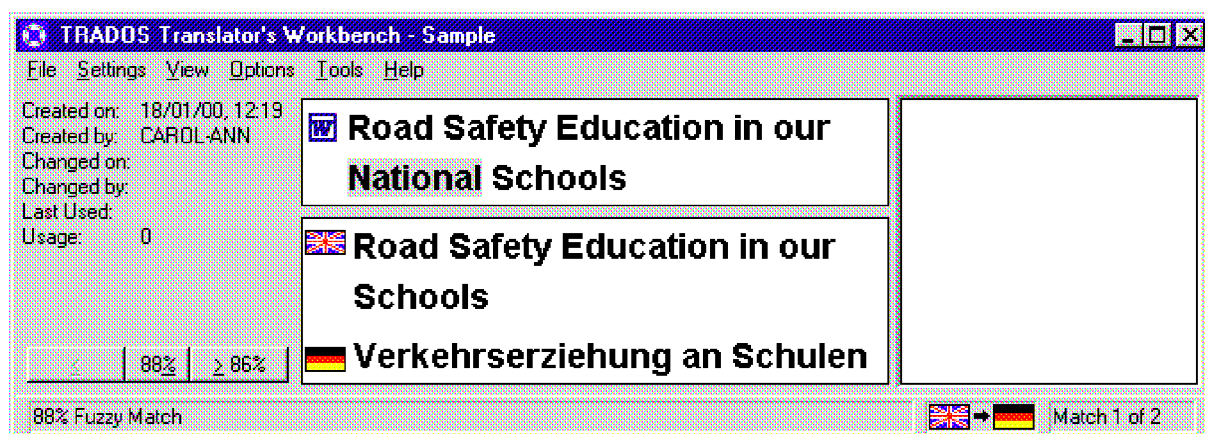 TRADOS Translator's Workbench - Sample
File Settings View Options Tools Help
Created on: 18/01/00, 12:19
Created by: CAROL-ANN
Changed on:
Changed by:
Last Used:
Usage: 0
Road Safety Education in our
National Schools
Road Safety Education in our
Schools
Verkehrserziehung an Schulen
< 88% > 86%
88% Fuzzy Match
Match 1 of 2